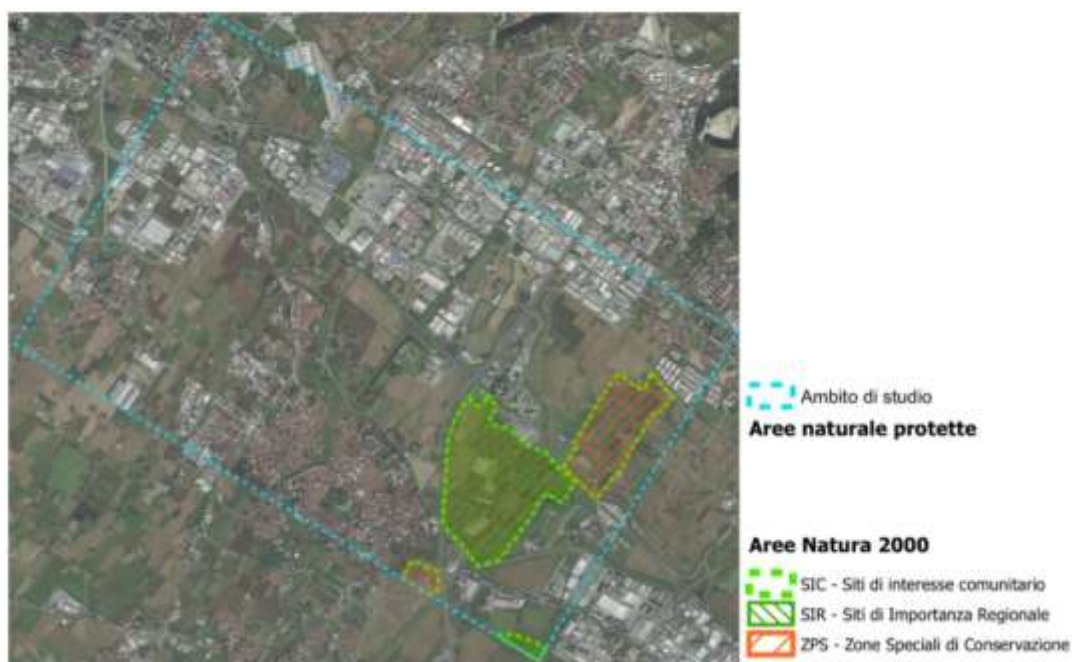 Ambito di studio
Aree naturale protette
Aree Natura 2000
SIC - Siti di interesse comunitario
SIR - Siti di Importanza Regionale
ZPS - Zone Speciali di Conservazione